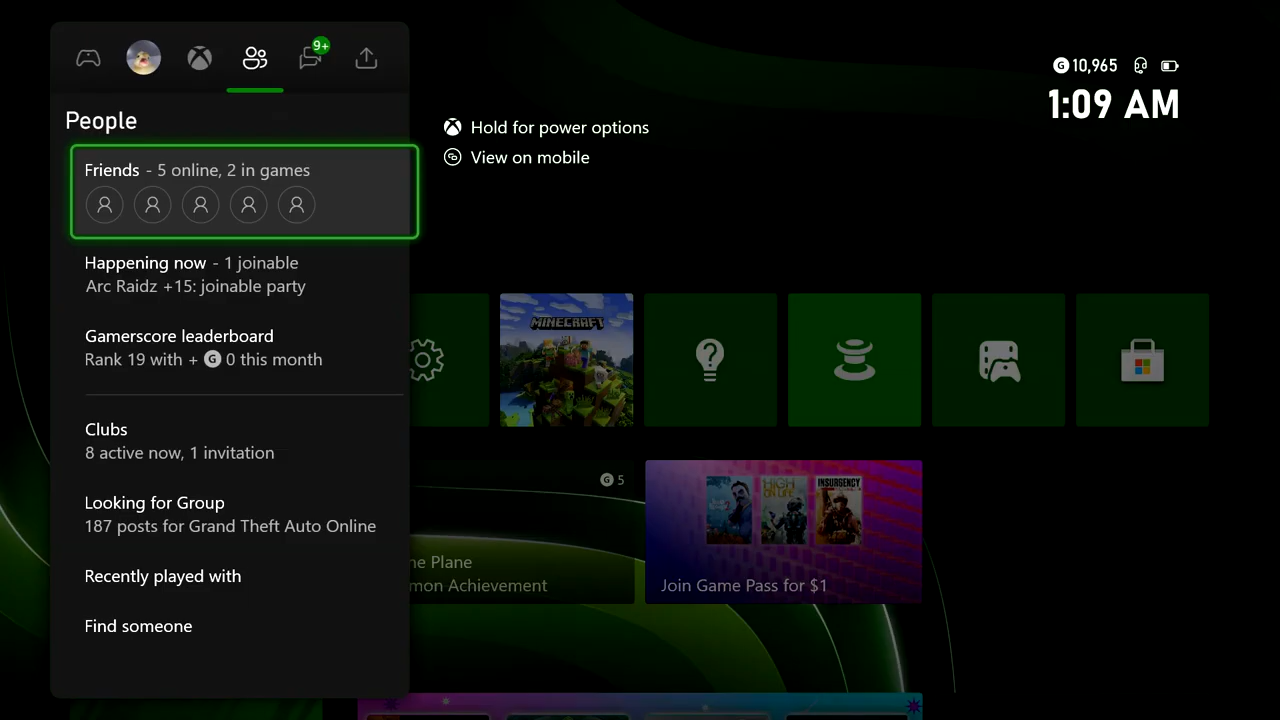 9+
People
Friends - 5 online, 2 in games
Happening now - 1 joinable
Arc Raidz +15: joinable party
Gamerscore leaderboard
Rank 19 with + G 0 this month
Clubs
8 active now, 1 invitation
Looking for Group
187 posts for Grand Theft Auto Online
Recently played with
Find someone
Hold for power options
View on mobile
G 10,965
1:09 AM
MINECRAFT
G 5
ne Plane
mon Achievement
HIGH ON LIFE
INSURGENCY
Join Game Pass for $1